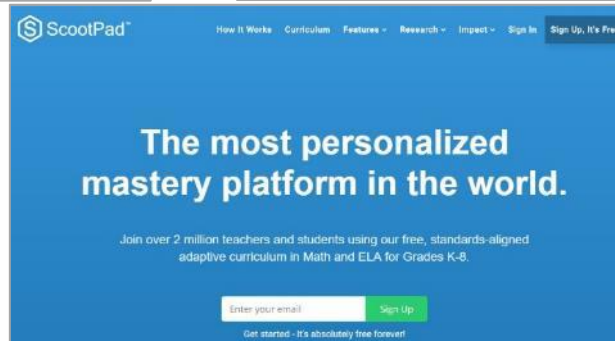 ScootPad™
How It Works Curriculum Features Research Impact Sign In Sign Up, It's Fre
The most personalized
mastery platform in the world.
Join over 2 million teachers and students using our free, standards-aligned
adaptive curriculum in Math and ELA for Grades K-8.
Enter your email Sign Up
Get started - It's absolutely free forever!